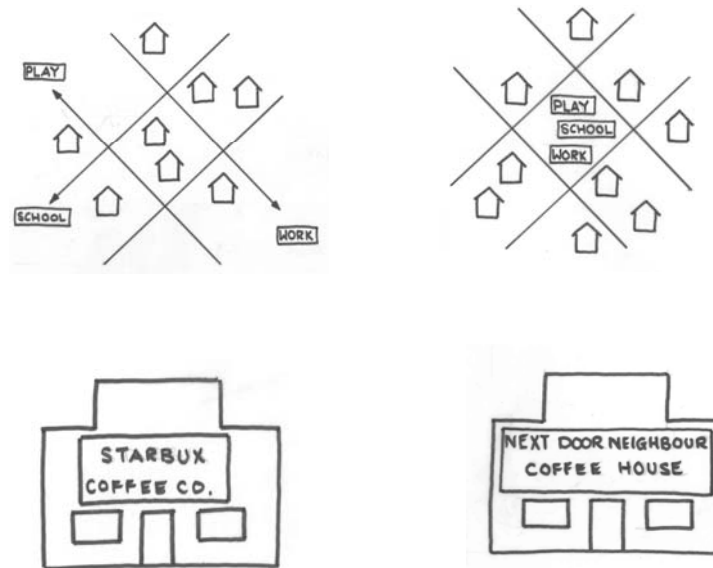 PLAY
SCHOOL
WORK
PLAY
SCHOOL
WORK
STARBUX
COFFEE CO.
NEXT DOOR NEIGHBOUR
COFFEE HOUSE